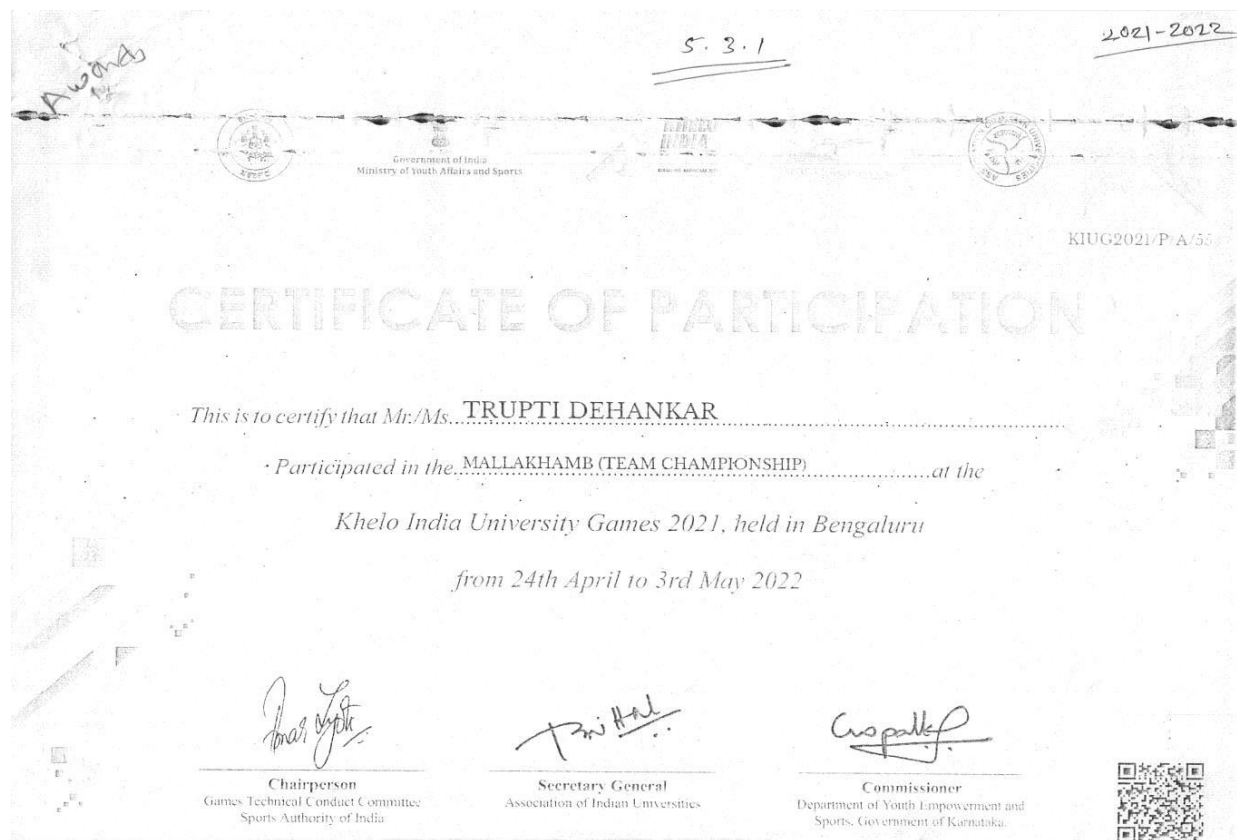 2021-2022
5.3.1
Awards
Government of India
Ministry of Youth Affairs and Sports
INDIA
KIUG2021/P/A/55
CERTIFICATE OF PARTICIPATION
This is to certify that Mr./Ms. TRUPTI DEHANKAR
Participated in the MALLAKHAMB (TEAM CHAMPIONSHIP) at the
Khelo India University Games 2021, held in Bengaluru
from 24th April to 3rd May 2022
Chairperson
Games Technical Conduct Committee
Sports Authority of India
Secretary General
Association of Indian Universities
Commissioner
Department of Youth Empowerment and
Sports, Government of Karnataka.